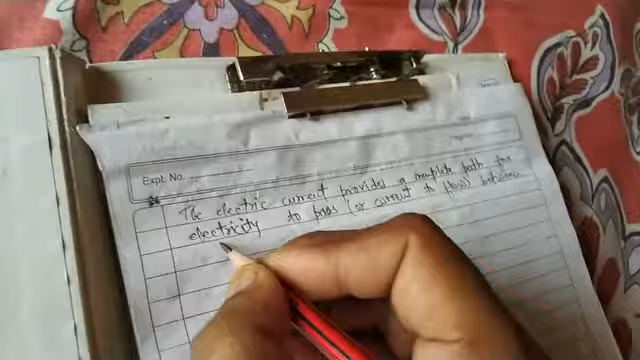 Expt. No.
The electric current provides a complete path for
electricity to pass (or current to flow) between